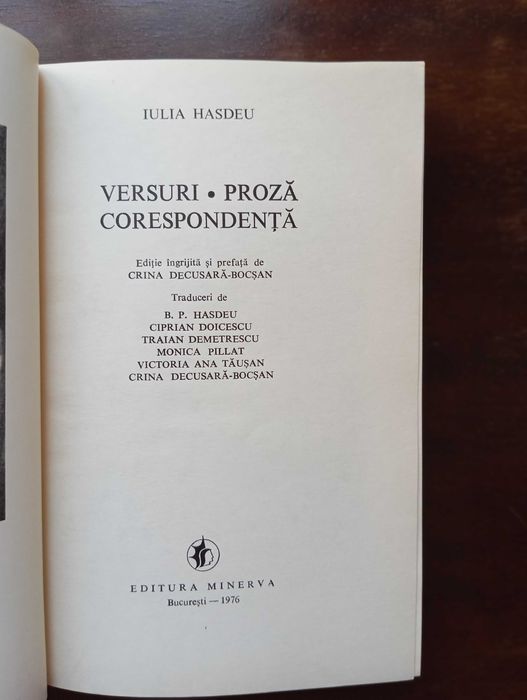 IULIA HASDEU
VERSURI • PROZĂ
CORESPONDENȚĂ
Ediție îngrijită și prefață de
CRINA DECUSARĂ-BOCȘAN
Traduceri de
B. P. HASDEU
CIPRIAN DOICESCU
TRAIAN DEMETRESCU
MONICA PILLAT
VICTORIA ANA TĂUȘAN
CRINA DECUSARĂ-BOCȘAN
EDITURA MINERVA
București — 1976